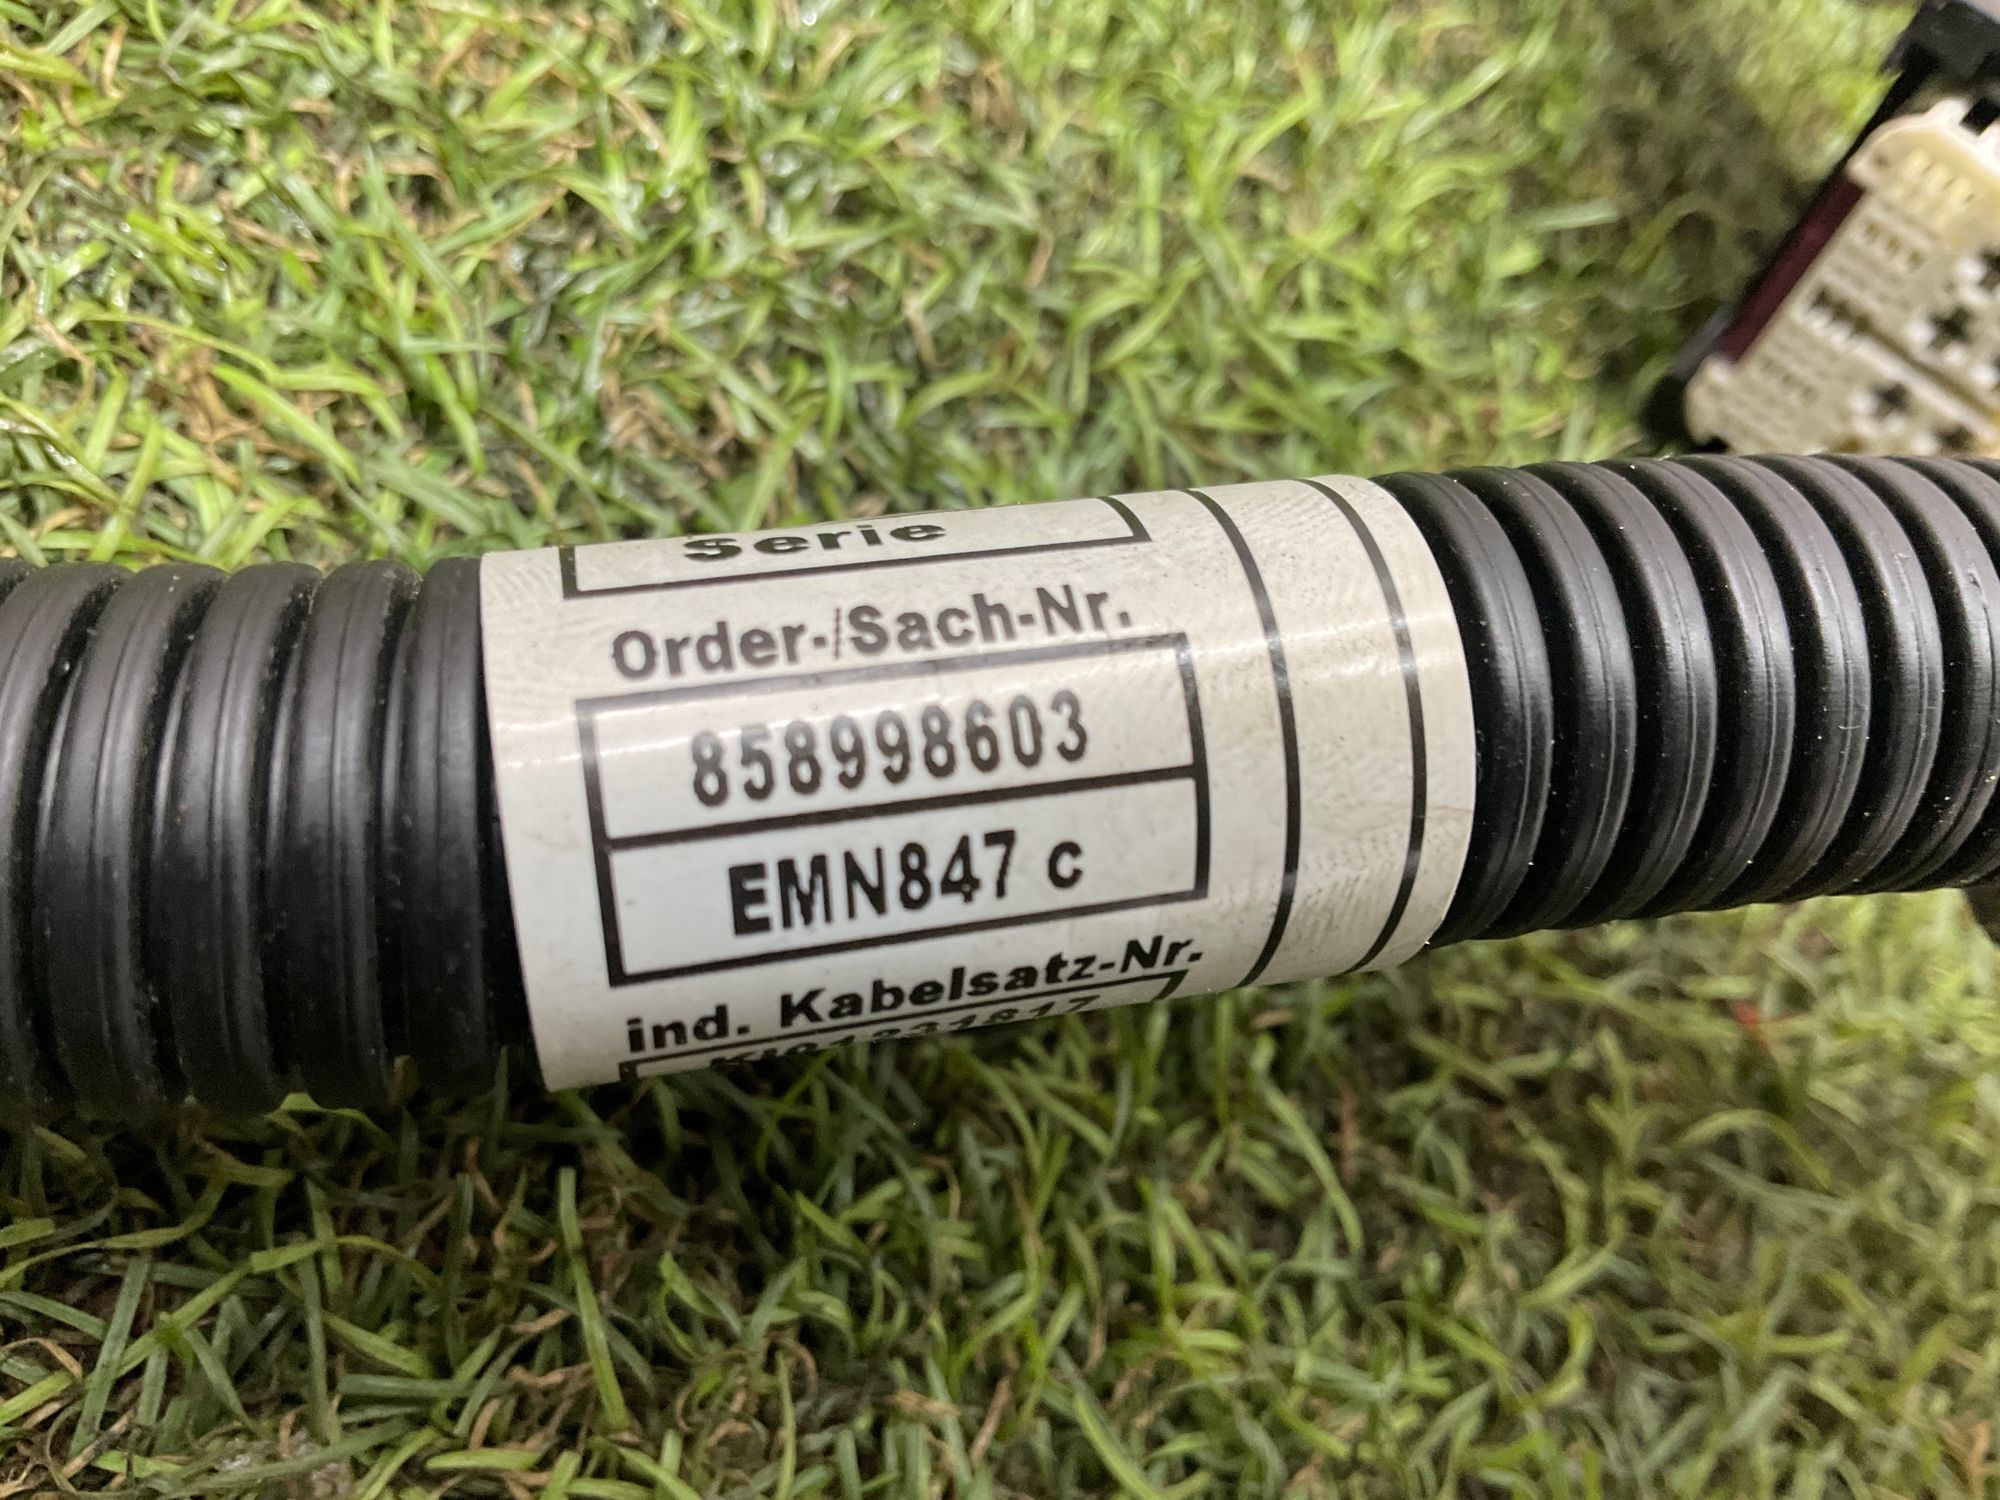 Serie
Order-/Sach-Nr.
858998603
EMN847 c
ind. Kabelsatz-Nr.